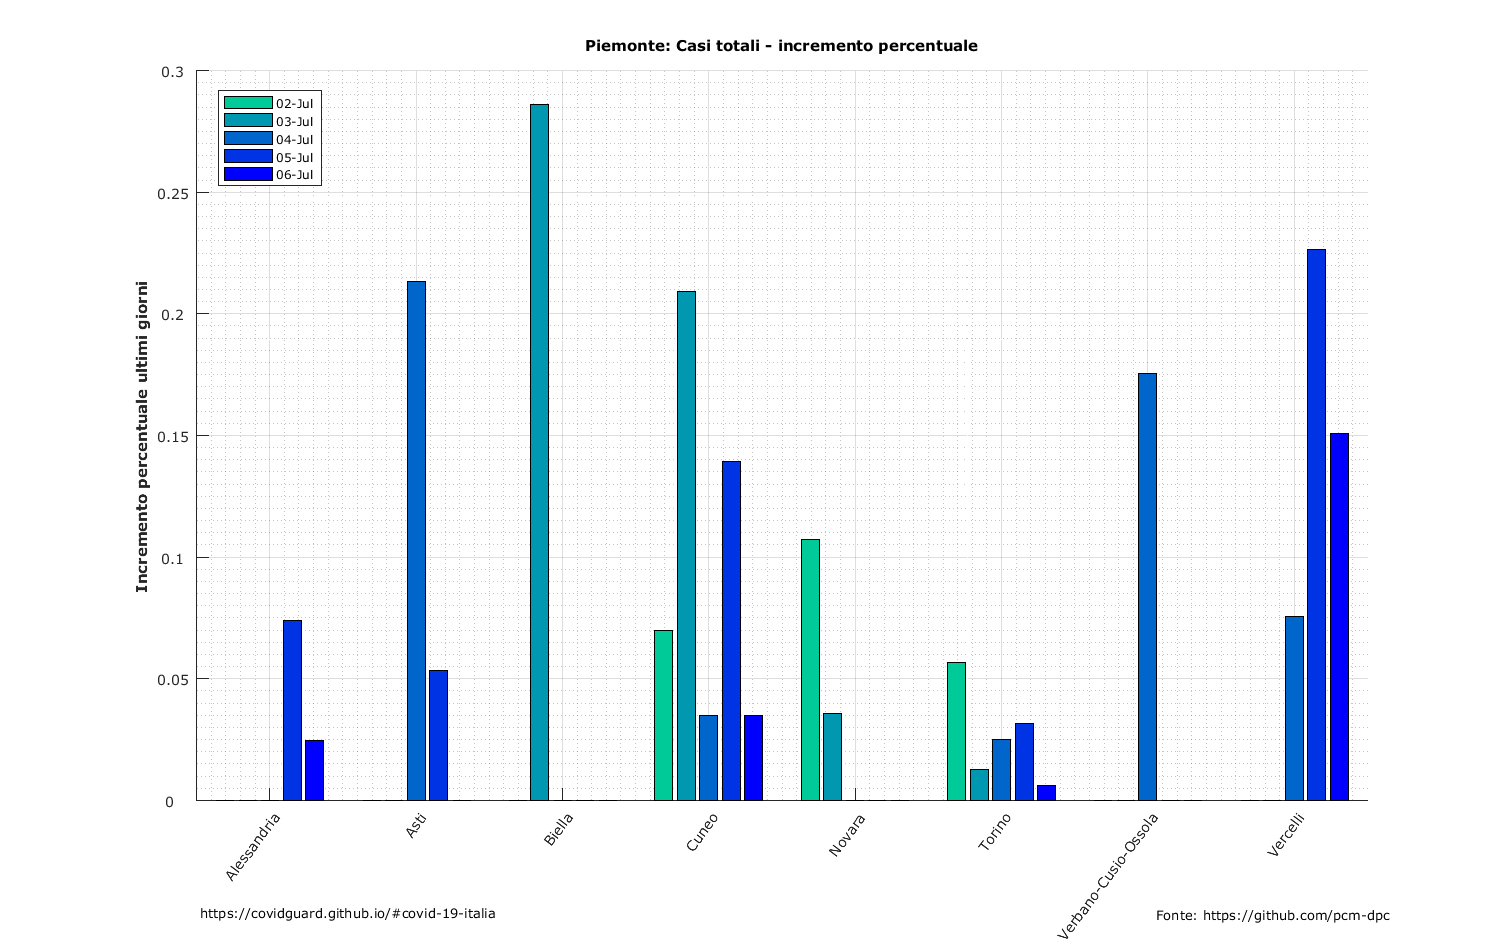 Piemonte: Casi totali - incremento percentuale
0.3
0.25
0.2
0.15
0.1
0.05
0
Incremento percentuale ultimi giorni
02-Jul
03-Jul
04-Jul
05-Jul
06-Jul
Alessandria
Asti
Biella
Cuneo
Novara
Torino
Verbano-Cusio-Ossola
Vercelli
https://covidguard.github.io/#covid-19-italia
Fonte: https://github.com/pcm-dpc